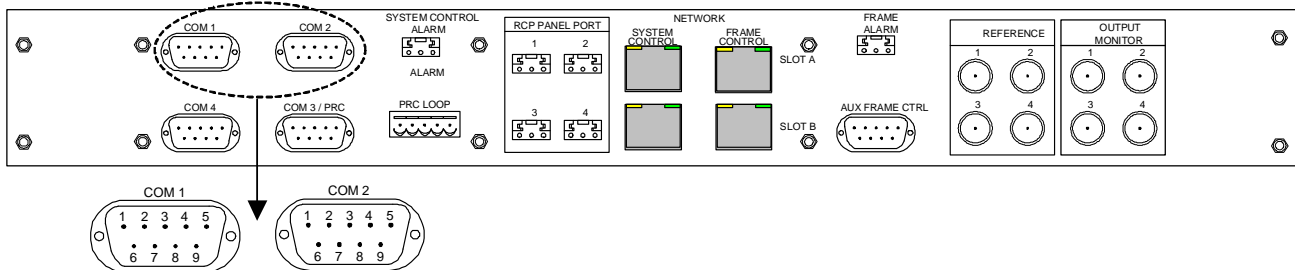 COM 1
COM 2
SYSTEM CONTROL
ALARM
ALARM
RCP PANEL PORT
1 2
3 4
NETWORK
SYSTEM
CONTROL
FRAME
CONTROL
SLOT A
SLOT B
FRAME
ALARM
REFERENCE
1 2
3 4
OUTPUT
MONITOR
1 2
3 4
COM 4
COM 3 / PRC
PRC LOOP
AUX FRAME CTRL
COM 1
1 2 3 4 5
6 7 8 9
COM 2
1 2 3 4 5
6 7 8 9